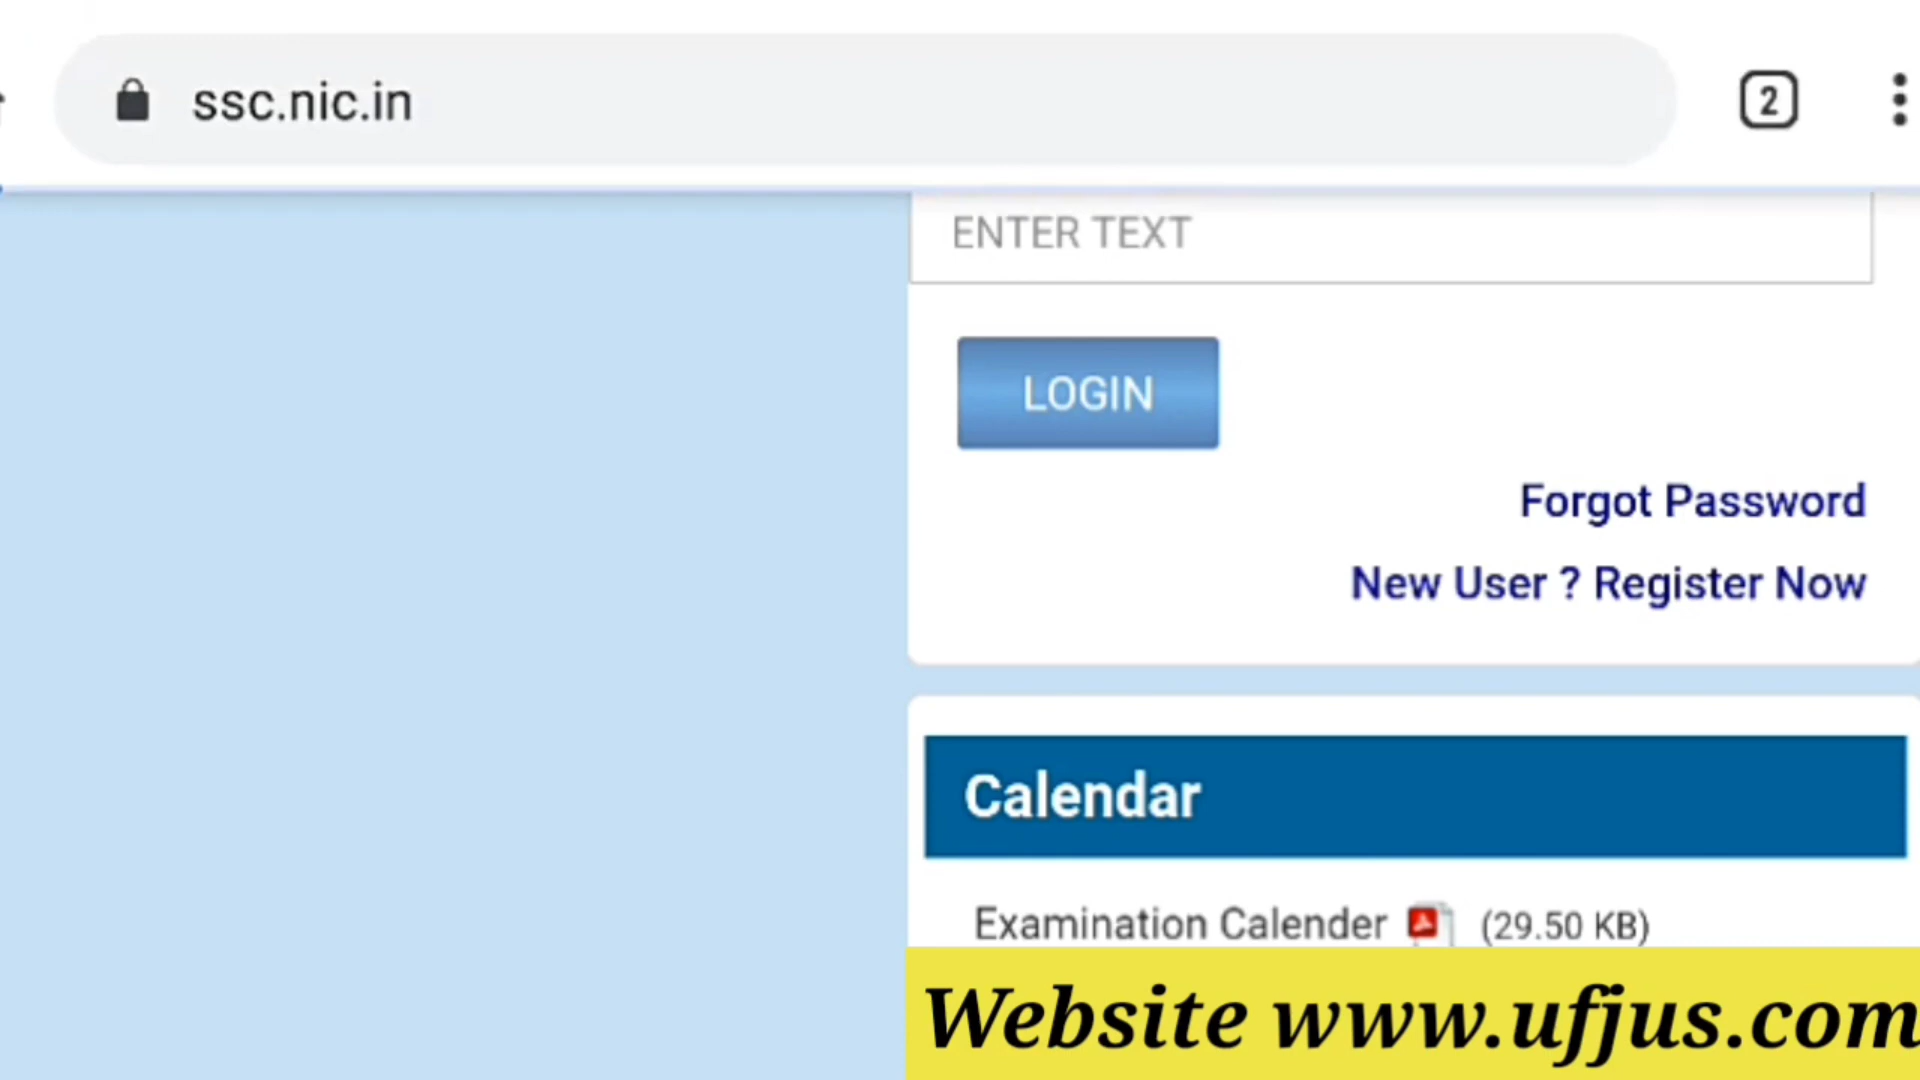 ssc.nic.in
2
ENTER TEXT
LOGIN
Forgot Password
New User ? Register Now
Calendar
Examination Calender (29.50 KB)
Website www.ufjus.com